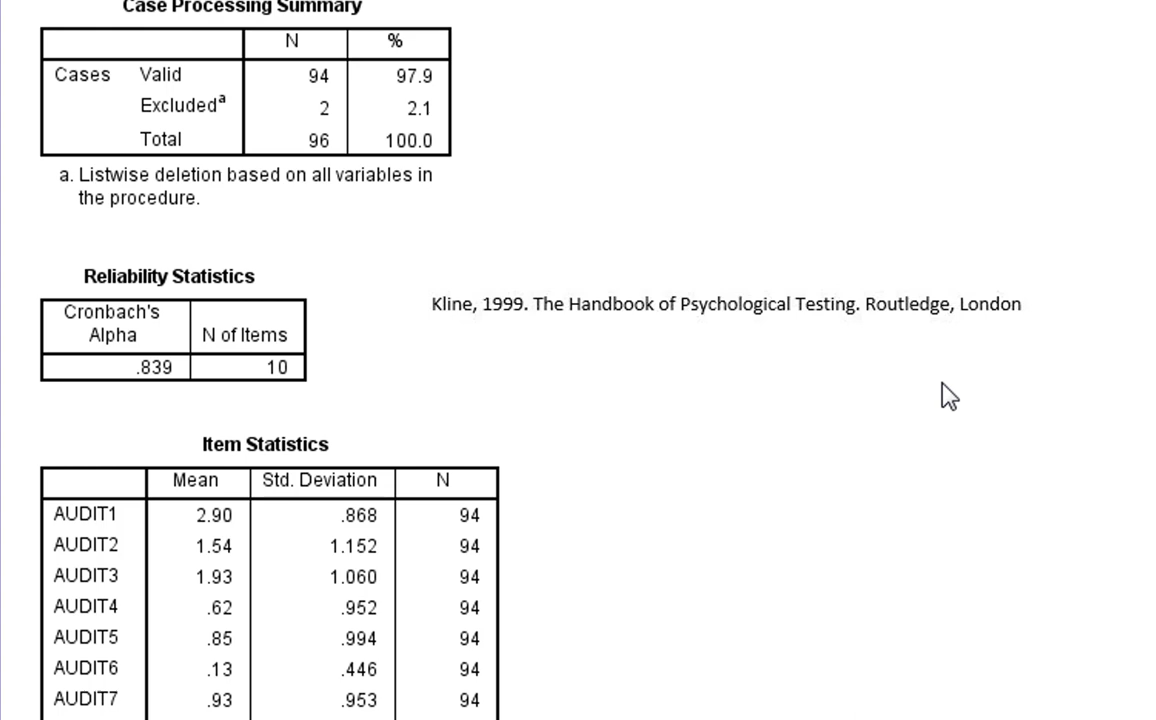 Case Processing Summary
N %
Cases Valid 94 97.9
Excludedª 2 2.1
Total 96 100.0
a. Listwise deletion based on all variables in
the procedure.
Reliability Statistics
Cronbach's
Alpha N of Items
.839 10
Kline, 1999. The Handbook of Psychological Testing. Routledge, London
Item Statistics
Mean Std. Deviation N
AUDIT1 2.90 .868 94
AUDIT2 1.54 1.152 94
AUDIT3 1.93 1.060 94
AUDIT4 .62 .952 94
AUDIT5 .85 .994 94
AUDIT6 .13 .446 94
AUDIT7 .93 .953 94